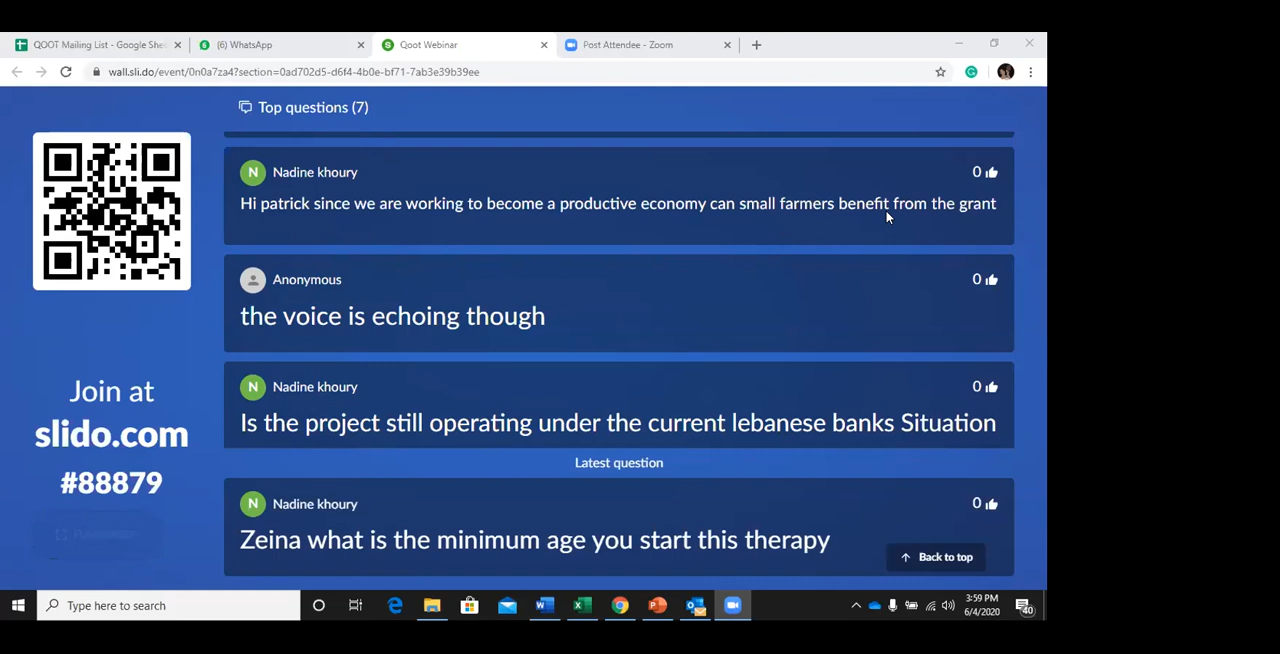 QOOT Mailing List - Google She
(6) WhatsApp
Qoot Webinar
Post Attendee - Zoom
wall.sli.do/event/0n0a7za4?section=0ad702d5-d6f4-4b0e-bf71-7ab3e39b39ee
Top questions (7)
N Nadine khoury
0
Hi patrick since we are working to become a productive economy can small farmers benefit from the grant
Anonymous
0
the voice is echoing though
Join at
slido.com
#88879
N Nadine khoury
0
Is the project still operating under the current lebanese banks Situation
Latest question
N Nadine khoury
0
Zeina what is the minimum age you start this therapy
Back to top
Type here to search
3:59 PM
6/4/2020
40